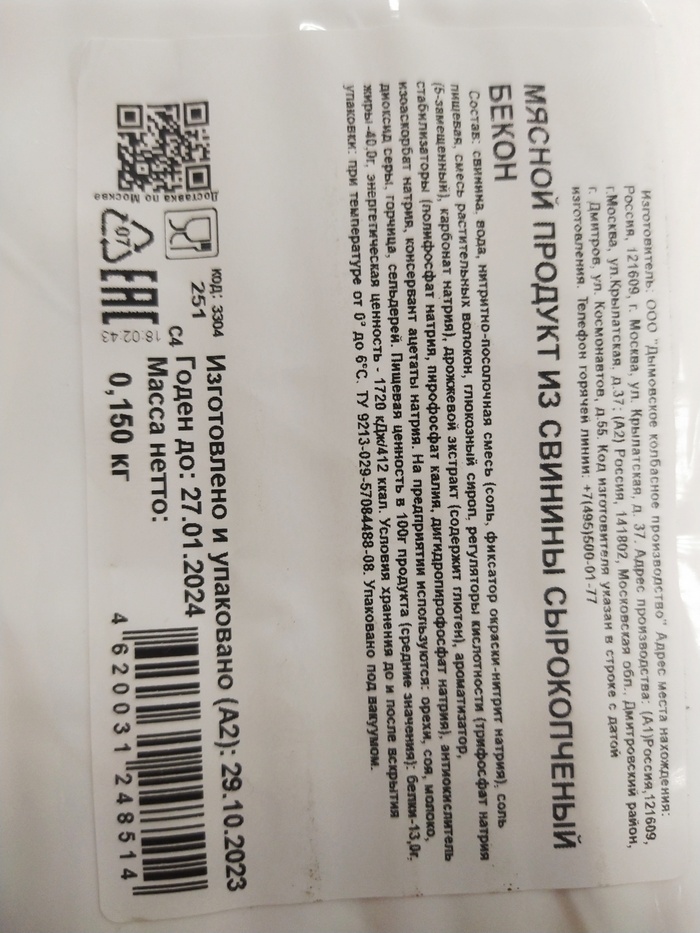 Изготовитель: ООО "Дымовское колбасное производство" Адрес места нахождения:
Россия, 121609, г. Москва, ул. Крылатская, д. 37. Адрес производства: (А1)Россия,121609,
г.Москва, ул.Крылатская, д.37; (А2) Россия, 141802, Московская обл., Дмитровский район,
г. Дмитров, ул. Космонавтов, д.55. Код изготовителя указан в строке с датой
изготовления. Телефон горячей линии: +7(495)500-01-77
МЯСНОЙ ПРОДУКТ ИЗ СВИНИНЫ СЫРОКОПЧЕНЫЙ
БЕКОН
Состав: свинина, вода, нитритно-посолочная смесь (соль, фиксатор окраски-нитрит натрия), соль
пищевая, смесь растительных волокон, глюкозный сироп, регуляторы кислотности (трифосфат натрия
(5-замещенный), карбонат натрия), дрожжевой экстракт (содержит глютен), ароматизатор,
стабилизаторы (полифосфат натрия, пирофосфат калия, дигидропирофосфат натрия), антиокислитель
изоаскорбат натрия, консервант ацетаты натрия. На предприятии используются: орехи, соя, молоко,
диоксид серы, горчица, сельдерей. Пищевая ценность в 100г продукта (средние значения): белки-13,0г,
жиры -40,0г, энергетическая ценность - 1720 кДж/412 ккал. Условия хранения до и после вскрытия
упаковки: при температуре от 0° до 6°С. ТУ 9213-029-57084488-08. Упаковано под вакуумом.
Доставка по Москва
код: 3304
251
С4
Изготовлено и упаковано (А2): 29.10.2023
Годен до: 27.01.2024
Масса нетто:
0,150 кг
07
EAC
18:02:43
4 620031 248514